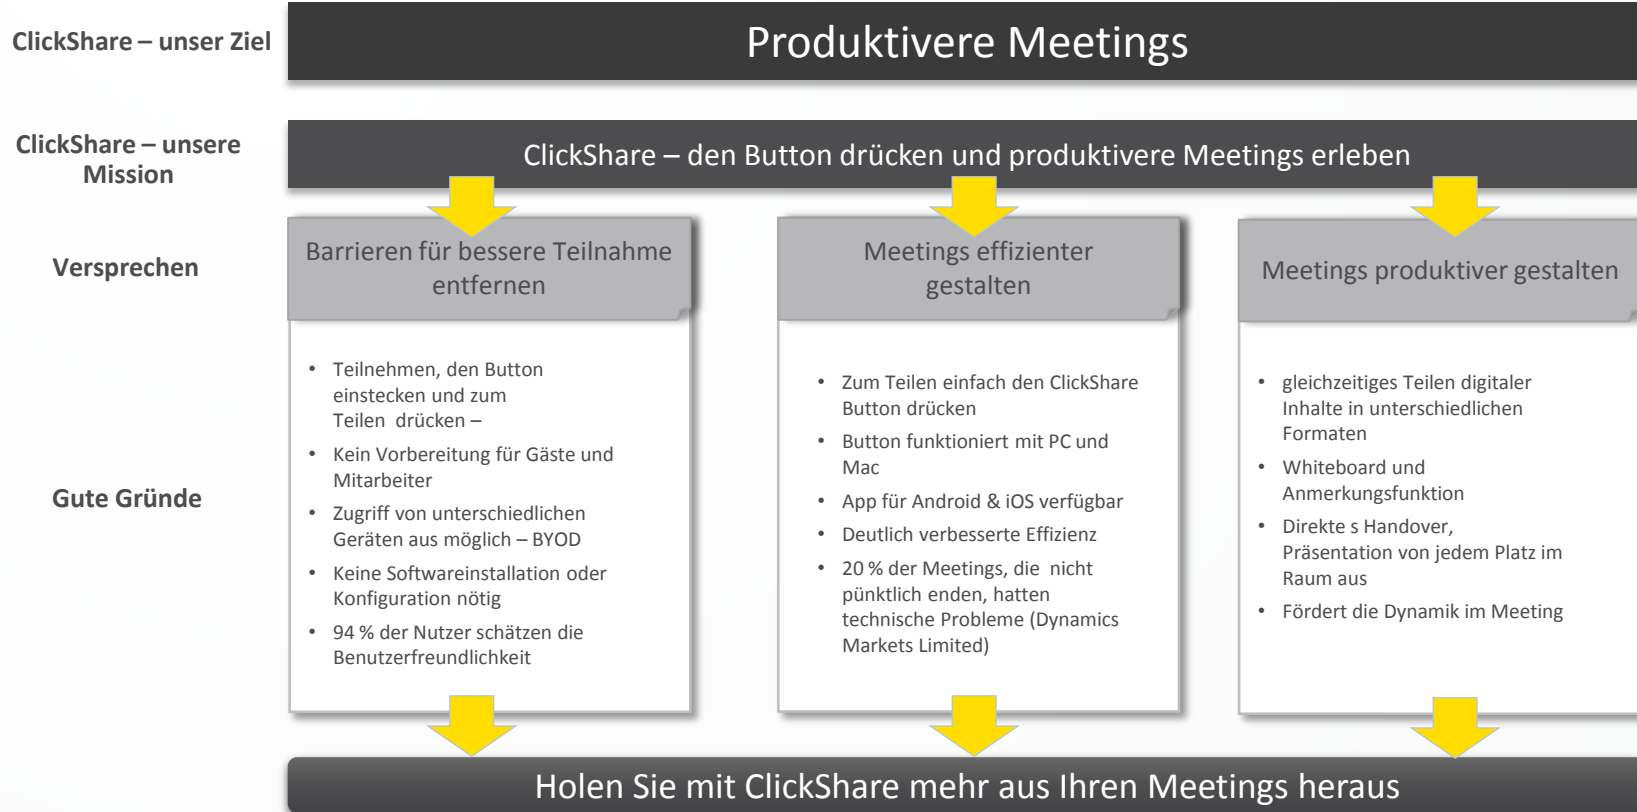 ClickShare – unser Ziel
Produktivere Meetings
ClickShare – unsere
Mission
ClickShare – den Button drücken und produktivere Meetings erleben
Versprechen
Barrieren für bessere Teilnahme
entfernen
Meetings effizienter
gestalten
Meetings produktiver gestalten
Gute Gründe
• Teilnehmen, den Button
einstecken und zum
Teilen drücken –
• Kein Vorbereitung für Gäste und
Mitarbeiter
• Zugriff von unterschiedlichen
Geräten aus möglich – BYOD
• Keine Softwareinstallation oder
Konfiguration nötig
• 94 % der Nutzer schätzen die
Benutzerfreundlichkeit
• Zum Teilen einfach den ClickShare
Button drücken
• Button funktioniert mit PC und
Mac
• App für Android & iOS verfügbar
• Deutlich verbesserte Effizienz
• 20 % der Meetings, die nicht
pünktlich enden, hatten
technische Probleme (Dynamics
Markets Limited)
• gleichzeitiges Teilen digitaler
Inhalte in unterschiedlichen
Formaten
• Whiteboard und
Anmerkungsfunktion
• Direkte s Handover,
Präsentation von jedem Platz im
Raum aus
• Fördert die Dynamik im Meeting
Holen Sie mit ClickShare mehr aus Ihren Meetings heraus